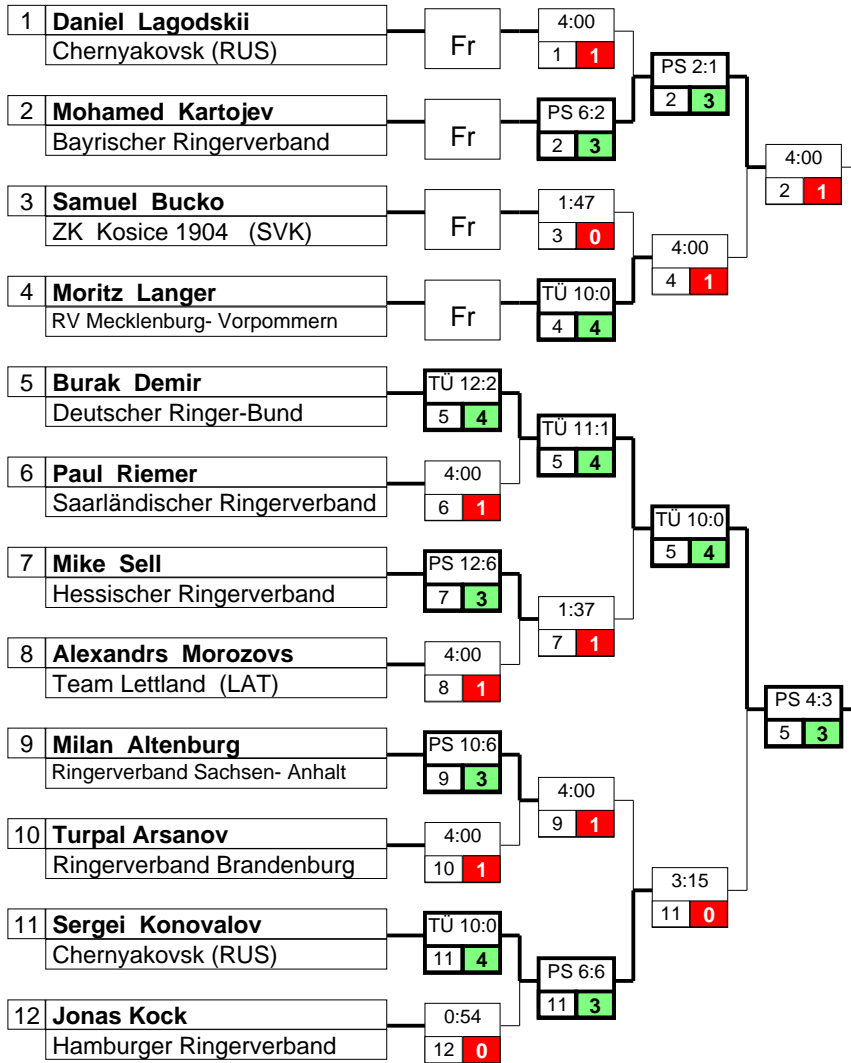 1 Daniel Lagodskii
Chernyakovsk (RUS)
Fr
4:00
1 1
PS 2:1
2 3
2 Mohamed Kartojev
Bayrischer Ringerverband
Fr
PS 6:2
2 3
4:00
2 1
3 Samuel Bucko
ZK Kosice 1904 (SVK)
Fr
1:47
3 0
4:00
4 1
4 Moritz Langer
RV Mecklenburg- Vorpommern
Fr
TÜ 10:0
4 4
5 Burak Demir
Deutscher Ringer-Bund
TÜ 12:2
5 4
TÜ 11:1
5 4
6 Paul Riemer
Saarländischer Ringerverband
4:00
6 1
TÜ 10:0
5 4
7 Mike Sell
Hessischer Ringerverband
PS 12:6
7 3
1:37
7 1
8 Alexandrs Morozovs
Team Lettland (LAT)
4:00
8 1
PS 4:3
5 3
9 Milan Altenburg
Ringerverband Sachsen- Anhalt
PS 10:6
9 3
4:00
9 1
10 Turpal Arsanov
Ringerverband Brandenburg
4:00
10 1
3:15
11 0
11 Sergei Konovalov
Chernyakovsk (RUS)
TÜ 10:0
11 4
PS 6:6
11 3
12 Jonas Kock
Hamburger Ringerverband
0:54
12 0